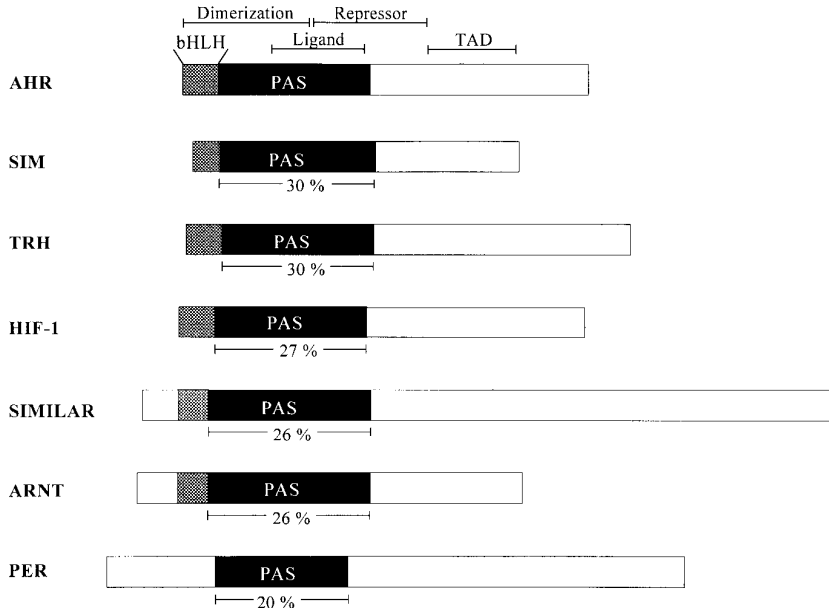 Dimerization Repressor
bHLH Ligand TAD
AHR PAS
SIM PAS
30 %
TRH PAS
30 %
HIF-1 PAS
27 %
SIMILAR PAS
26 %
ARNT PAS
26 %
PER PAS
20 %